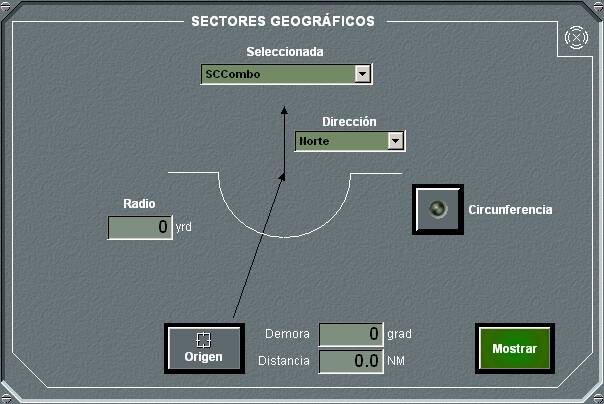 SECTORES GEOGRÁFICOS
Seleccionada
SCCombo
Dirección
Norte
Radio
0 yrd
Circunferencia
Origen
Demora 0 grad
Distancia 0.0 NM
Mostrar